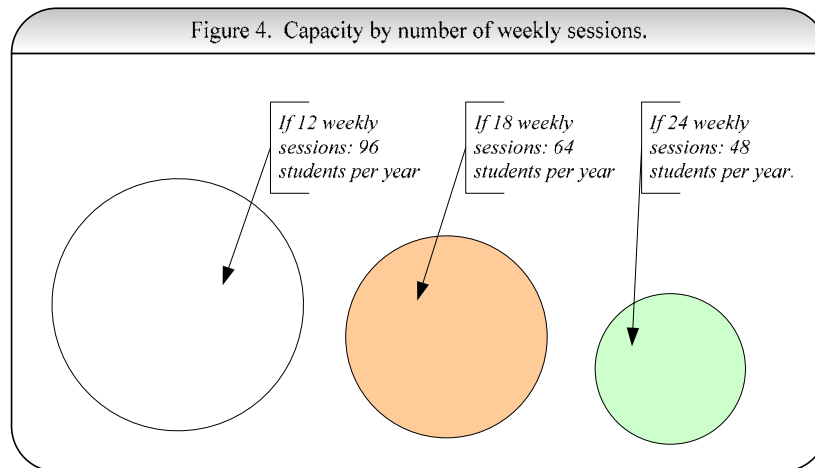 Figure 4.  Capacity by number of weekly sessions.
If 12 weekly
sessions: 96
students per year
If 18 weekly
sessions: 64
students per year
If 24 weekly
sessions: 48
students per year.